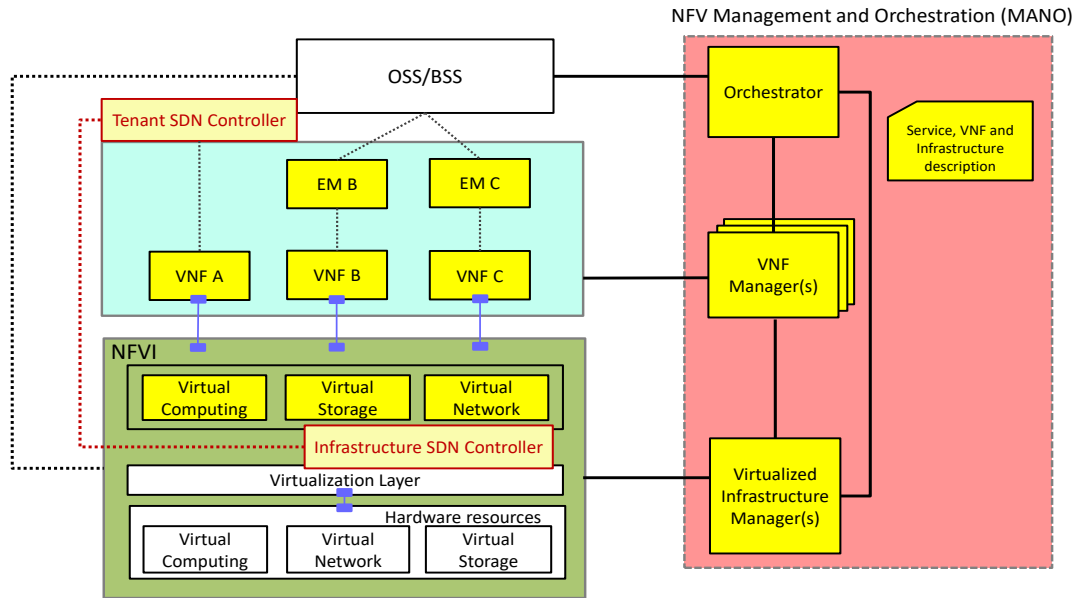 NFV Management and Orchestration (MANO)
OSS/BSS
Orchestrator
Tenant SDN Controller
Service, VNF and
Infrastructure
description
EM B
EM C
VNF A
VNF B
VNF C
VNF
Manager(s)
NFVI
Virtual
Computing
Virtual
Storage
Virtual
Network
Infrastructure SDN Controller
Virtualization Layer
Virtualized
Infrastructure
Manager(s)
Hardware resources
Virtual
Computing
Virtual
Network
Virtual
Storage